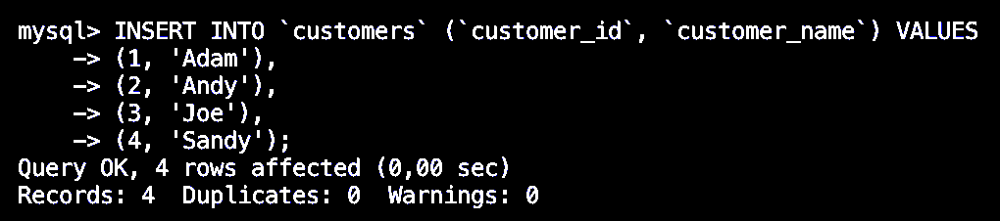 mysql> INSERT INTO `customers` (`customer_id`, `customer_name`) VALUES
    -> (1, 'Adam'),
    -> (2, 'Andy'),
    -> (3, 'Joe'),
    -> (4, 'Sandy');
Query OK, 4 rows affected (0,00 sec)
Records: 4  Duplicates: 0  Warnings: 0